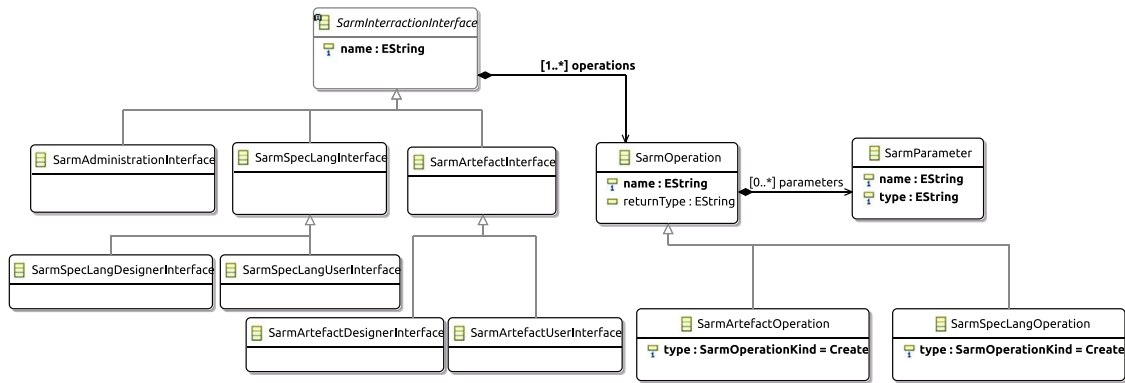 SarmInterractionInterface
name : EString
[1..*] operations
SarmAdministrationInterface
SarmSpecLangInterface
SarmArtefactInterface
SarmOperation
name : EString
returnType : EString
[0..*] parameters
SarmParameter
name : EString
type : EString
SarmSpecLangDesignerInterface
SarmSpecLangUserInterface
SarmArtefactDesignerInterface
SarmArtefactUserInterface
SarmArtefactOperation
type : SarmOperationKind = Create
SarmSpecLangOperation
type : SarmOperationKind = Create